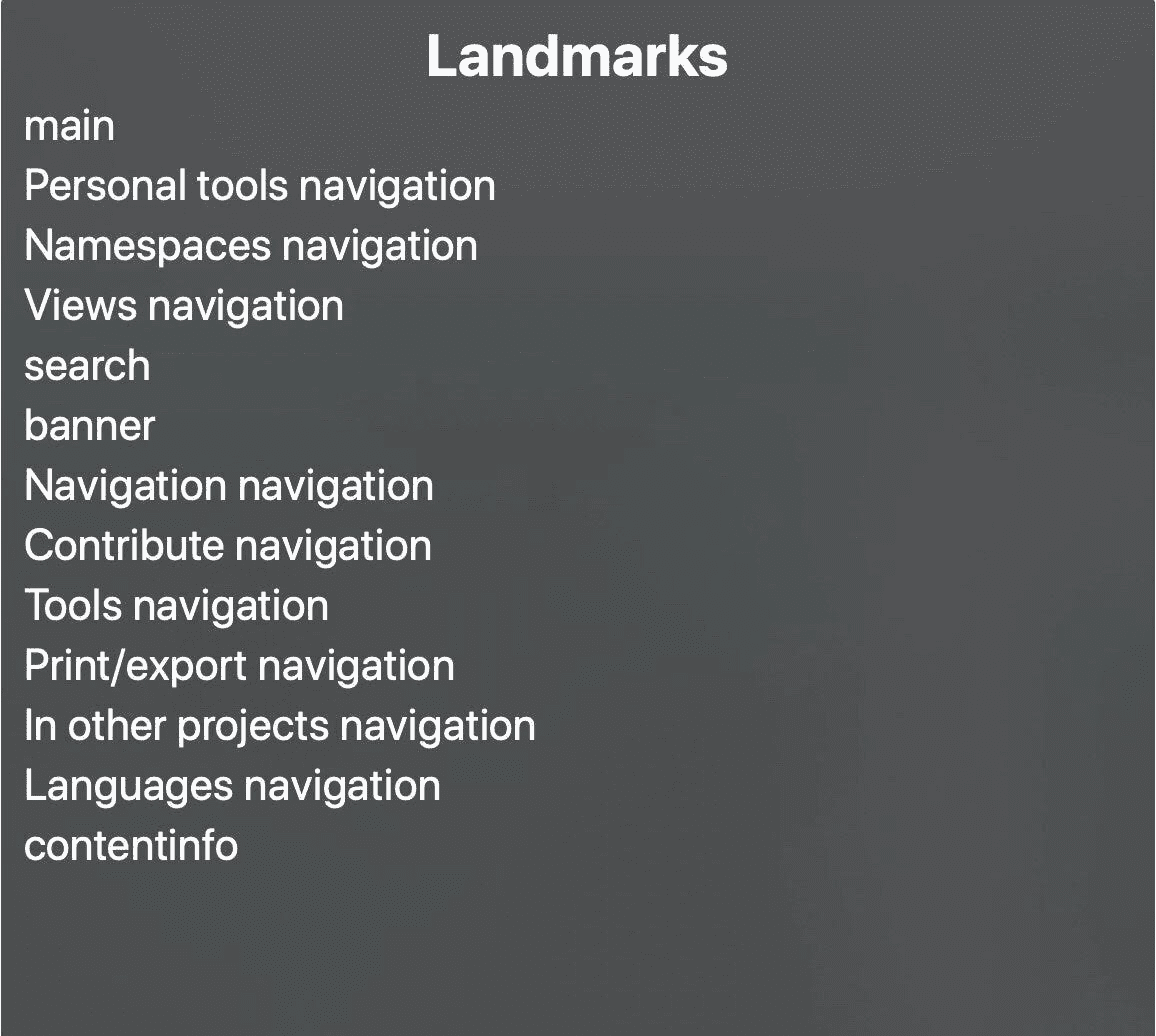 Landmarks
main
Personal tools navigation
Namespaces navigation
Views navigation
search
banner
Navigation navigation
Contribute navigation
Tools navigation
Print/export navigation
In other projects navigation
Languages navigation
contentinfo